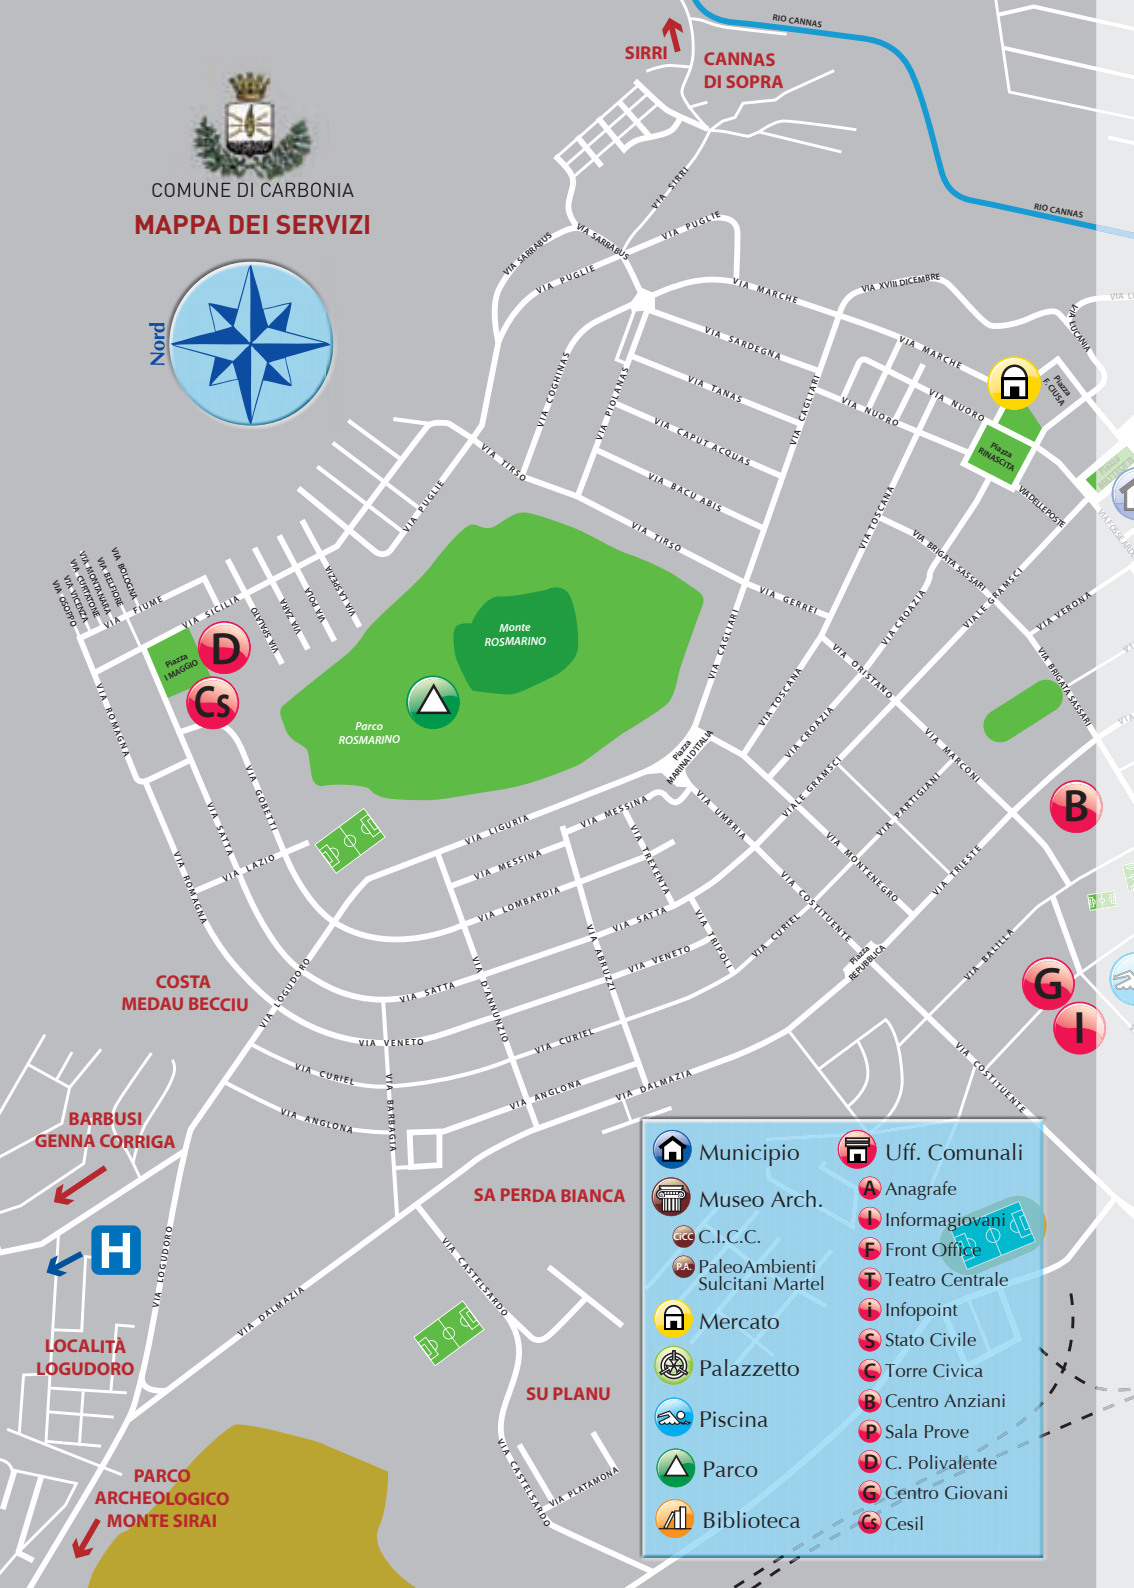 RIO CANNAS
SIRRI
CANNAS
DI SOPRA
COMUNE DI CARBONIA
MAPPA DEI SERVIZI
Nord
VIA SIRRI
RIO CANNAS
VIA PUGLIE
VIA SARRABUS
VIA SARRABUS
VIA PUGLIE
VIA MARCHE
VIA XVIII DICEMBRE
VIA LUCANIA
VIA SARDEGNA
VIA MARCHE
VIA COGHINAS
VIA PIOLANAS
VIA TANAS
VIA CAGLIARI
VIA NUORO
VIA NUORO
Piazza
F. CIUSA
Piazza
RINASCITA
VIA CAPUT ACQUAS
VIA TIRSO
VIA BACU ABIS
VIA PUGLIE
VIA TOSCANA
VIA DELLE POSTE
VIA TIRSO
VIA BRIGATA SASSARI
VIALE GRAMSCI
VIA GERREI
VIA CROAZIA
VIA VERONA
VIA BOLOGNA
VIA BELFIORE
VIA MONTANARA
VIA CURTATONE
VIA VICENZA
VIA OSOPPO
VIA FIUME
VIA SICILIA
VIA SPALATO
VIA ZARA
VIA POLA
VIA LA SPEZIA
Monte
ROSMARINO
Piazza
I MAGGIO
D
Cs
VIA CAGLIARI
VIA ORISTANO
VIA BRIGATA SASSARI
VIA ROMAGNA
Parco
ROSMARINO
VIA TOSCANA
VIA CROAZIA
Piazza
MARINAI D'ITALIA
VIA MARCONI
VIALE GRAMSCI
VIA PARTIGIANI
B
VIA GOBETTI
VIA SATTA
VIA LIGURIA
VIA MESSINA
VIA UMBRIA
VIA MONTENEGRO
VIA TRIESTE
VIA LAZIO
VIA ROMAGNA
VIA MESSINA
VIA TREXENTA
VIA LOMBARDIA
VIA COSTITUENTE
VIA SATTA
VIA TRIPOLI
VIA CURIEL
Piazza
REPUBBLICA
VIA BALILLA
VIA ABRUZZI
VIA VENETO
COSTA
MEDAU BECCIU
VIA LOGUDORO
VIA SATTA
VIA D'ANNUNZIO
G
I
VIA VENETO
VIA CURIEL
VIA CURIEL
VIA COSTITUENTE
VIA ANGLONA
VIA BARBAGIA
VIA ANGLONA
VIA DALMAZIA
BARBUSI
GENNA CORRIGA
SA PERDA BIANCA
H
VIA LOGUDORO
VIA CASTELSARDO
VIA DALMAZIA
LOCALITÀ
LOGUDORO
SU PLANU
VIA CASTELSARDO
VIA PLATAMONA
PARCO
ARCHEOLOGICO
MONTE SIRAI
Municipio
Museo Arch.
CiCC C.I.C.C.
P.A. PaleoAmbienti
Sulcitani Martel
Mercato
Palazzetto
Piscina
Parco
Biblioteca
Uff. Comunali
A Anagrafe
I Informagiovani
F Front Office
T Teatro Centrale
i Infopoint
S Stato Civile
C Torre Civica
B Centro Anziani
P Sala Prove
D C. Polivalente
G Centro Giovani
Cs Cesil